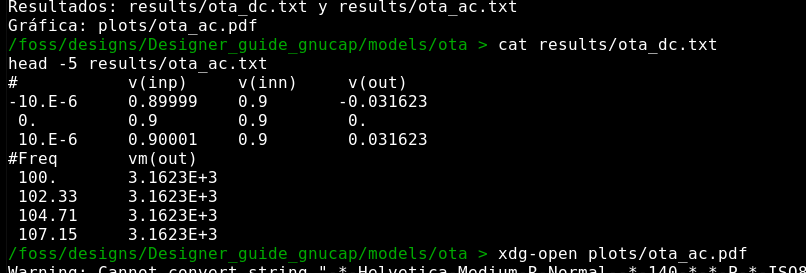 Resultados: results/ota_dc.txt y results/ota_ac.txt
Gráfica: plots/ota_ac.pdf
/foss/designs/Designer_guide_gnucap/models/ota > cat results/ota_dc.txt
head -5 results/ota_ac.txt
# v(inp) v(inn) v(out)
-10.E-6 0.89999 0.9 -0.031623
0. 0.9 0.9 0.
10.E-6 0.90001 0.9 0.031623
#Freq vm(out)
100. 3.1623E+3
102.33 3.1623E+3
104.71 3.1623E+3
107.15 3.1623E+3
/foss/designs/Designer_guide_gnucap/models/ota > xdg-open plots/ota_ac.pdf
Warning: Cannot convert string "